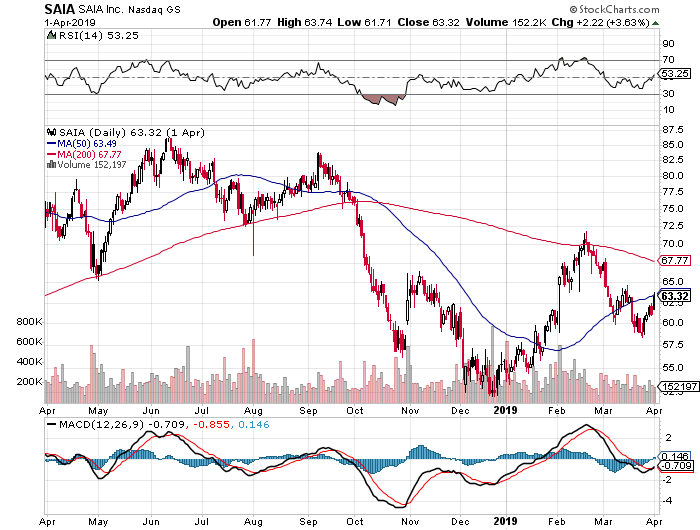 SAIA SAIA Inc. Nasdaq GS © StockCharts.com
1-Apr-2019 Open 61.77 High 63.74 Low 61.71 Close 63.32 Volume 152.2K Chg +2.22 (+3.63%)
RSI(14) 53.25
90
70
53.25
50
30
10
SAIA (Daily) 63.32 (1 Apr)
MA(50) 63.49
MA(200) 67.77
Volume 152,197
87.5
85.0
82.5
80.0
77.5
75.0
72.5
70.0
67.77
65.0
63.32
62.5
60.0
57.5
55.0
52.5
800K
600K
400K
200K
152197
Apr May Jun Jul Aug Sep Oct Nov Dec 2019 Feb Mar Apr
MACD(12,26,9) -0.709, -0.855, 0.146
2
0.146
-0.709
-2
-4
Apr May Jun Jul Aug Sep Oct Nov Dec 2019 Feb Mar Apr